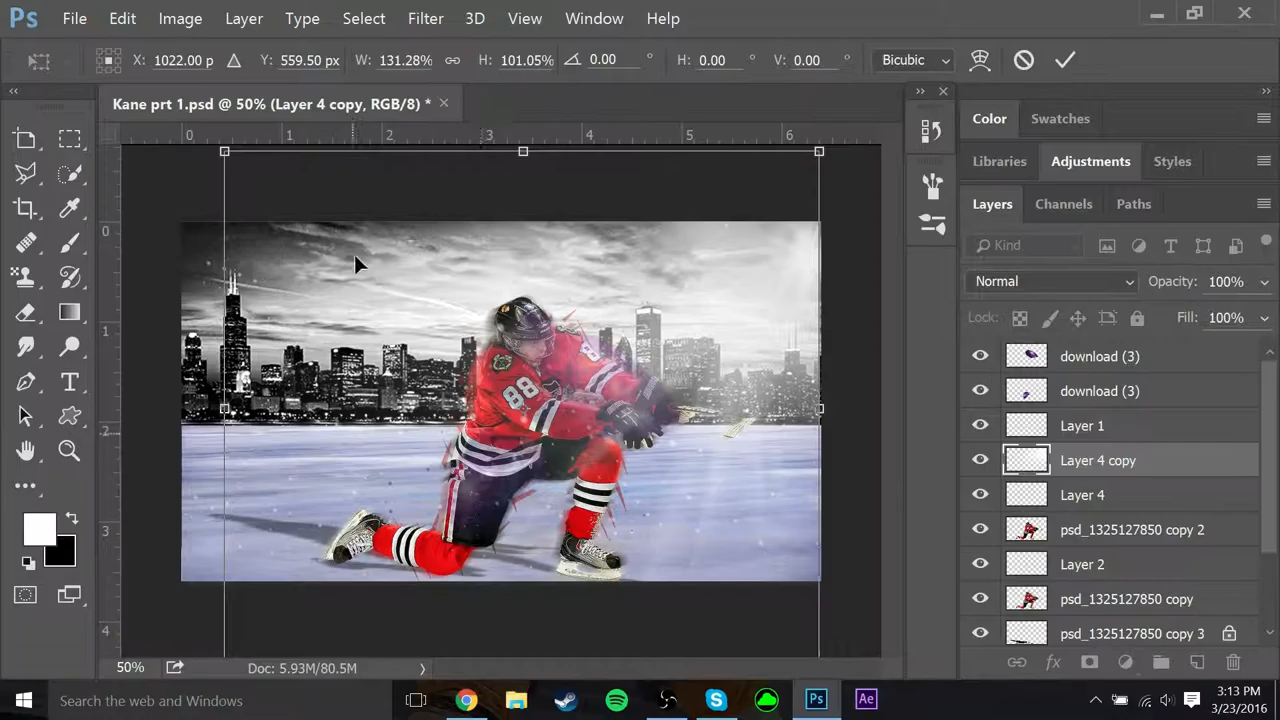 Ps File Edit Image Layer Type Select Filter 3D View Window Help
X: 1022.00 p Y: 559.50 px W: 131.28% H: 101.05% 0.00 ° H: 0.00 ° V: 0.00 ° Bicubic
Kane prt 1.psd @ 50% (Layer 4 copy, RGB/8) * ×
0 1 2 3 4 5 6
0
1
2
3
4
88
8
50% Doc: 5.93M/80.5M
Color Swatches
Libraries Adjustments Styles
Layers Channels Paths
Kind
Normal Opacity: 100%
Lock: Fill: 100%
download (3)
download (3)
Layer 1
Layer 4 copy
Layer 4
psd_1325127850 copy 2
Layer 2
psd_1325127850 copy
psd_1325127850 copy 3
fx
Search the web and Windows
Ps Ae
3:13 PM
3/23/2016